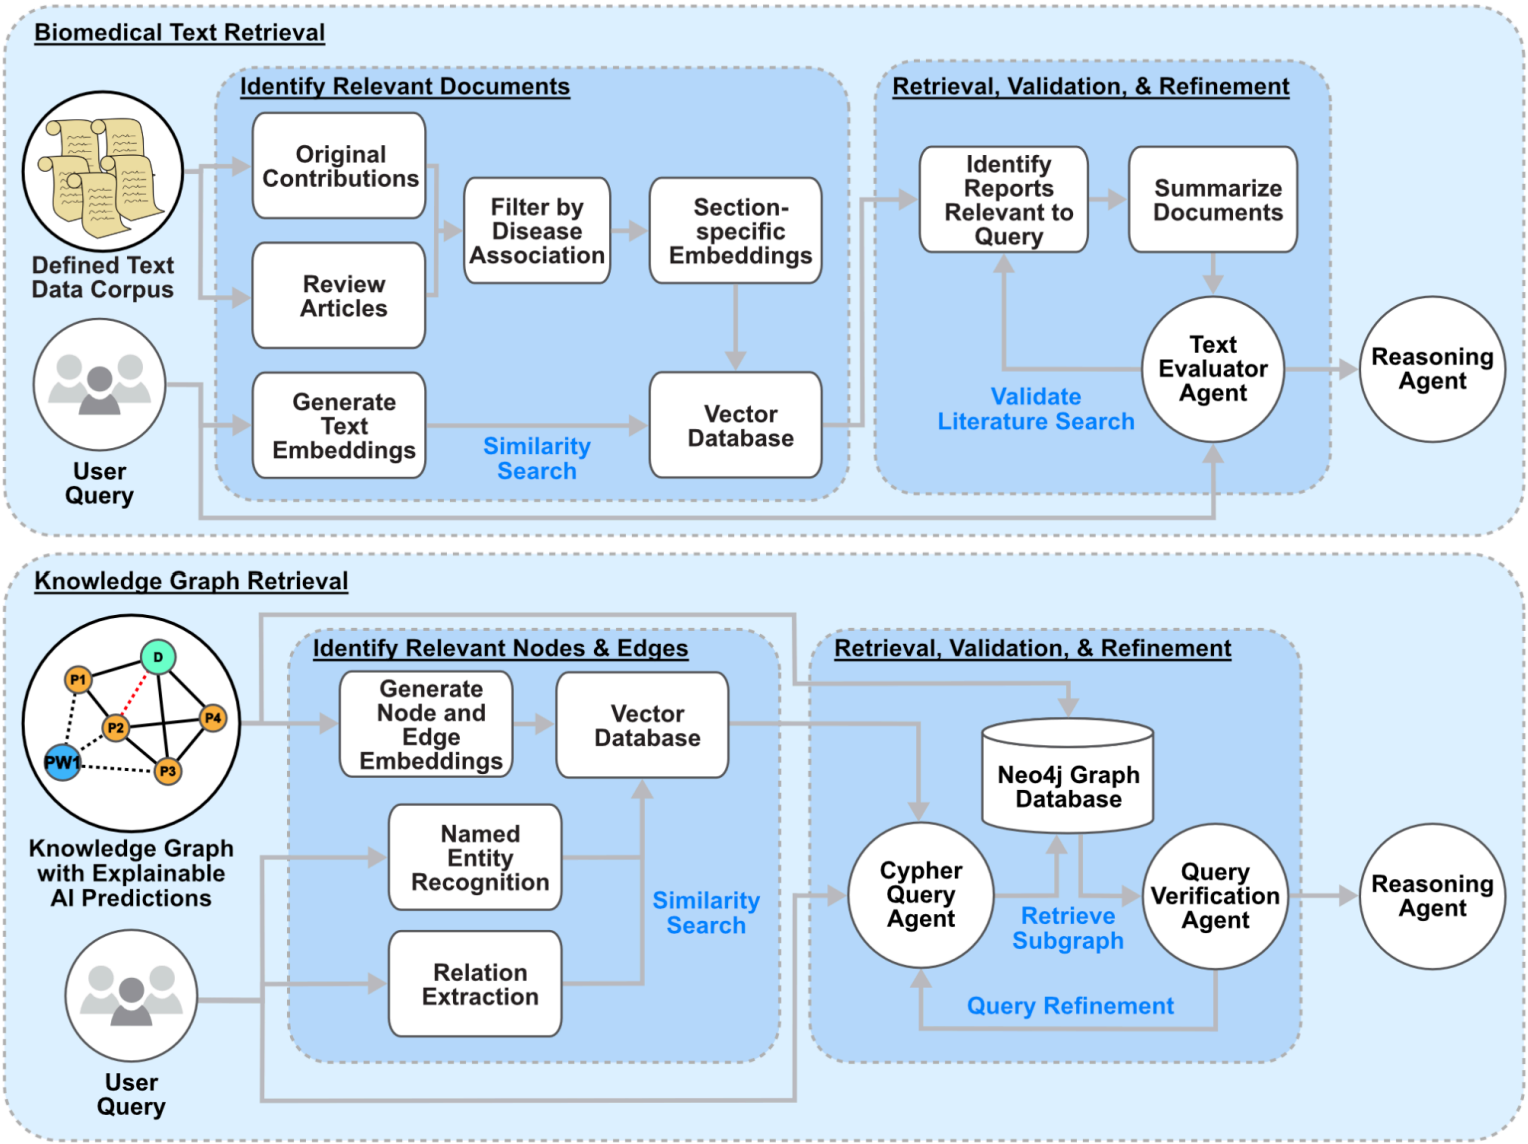 Biomedical Text Retrieval
Identify Relevant Documents
Retrieval, Validation, & Refinement
Defined Text
Data Corpus
Original
Contributions
Review
Articles
Filter by
Disease
Association
Section-
specific
Embeddings
Identify
Reports
Relevant to
Query
Summarize
Documents
User
Query
Generate
Text
Embeddings
Similarity
Search
Vector
Database
Validate
Literature Search
Text
Evaluator
Agent
Reasoning
Agent
Knowledge Graph Retrieval
Identify Relevant Nodes & Edges
Retrieval, Validation, & Refinement
D
P1
P2
P4
PW1
P3
Knowledge Graph
with Explainable
AI Predictions
Generate
Node and
Edge
Embeddings
Vector
Database
Named
Entity
Recognition
Relation
Extraction
Similarity
Search
User
Query
Neo4j Graph
Database
Cypher
Query
Agent
Retrieve
Subgraph
Query
Verification
Agent
Query Refinement
Reasoning
Agent